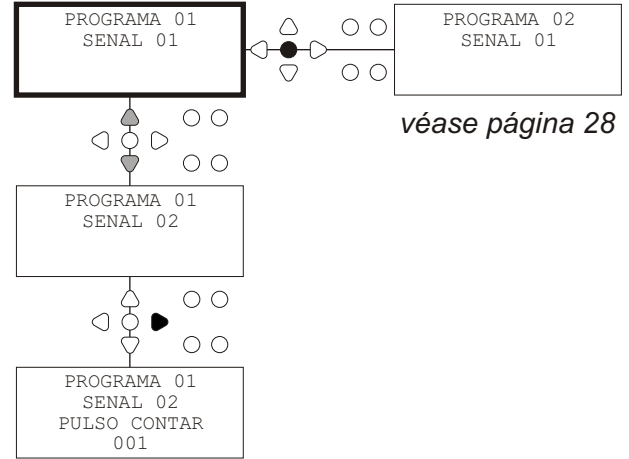 PROGRAMA 01
SENAL 01
PROGRAMA 02
SENAL 01
véase página 28
PROGRAMA 01
SENAL 02
PROGRAMA 01
SENAL 02
PULSO CONTAR
001